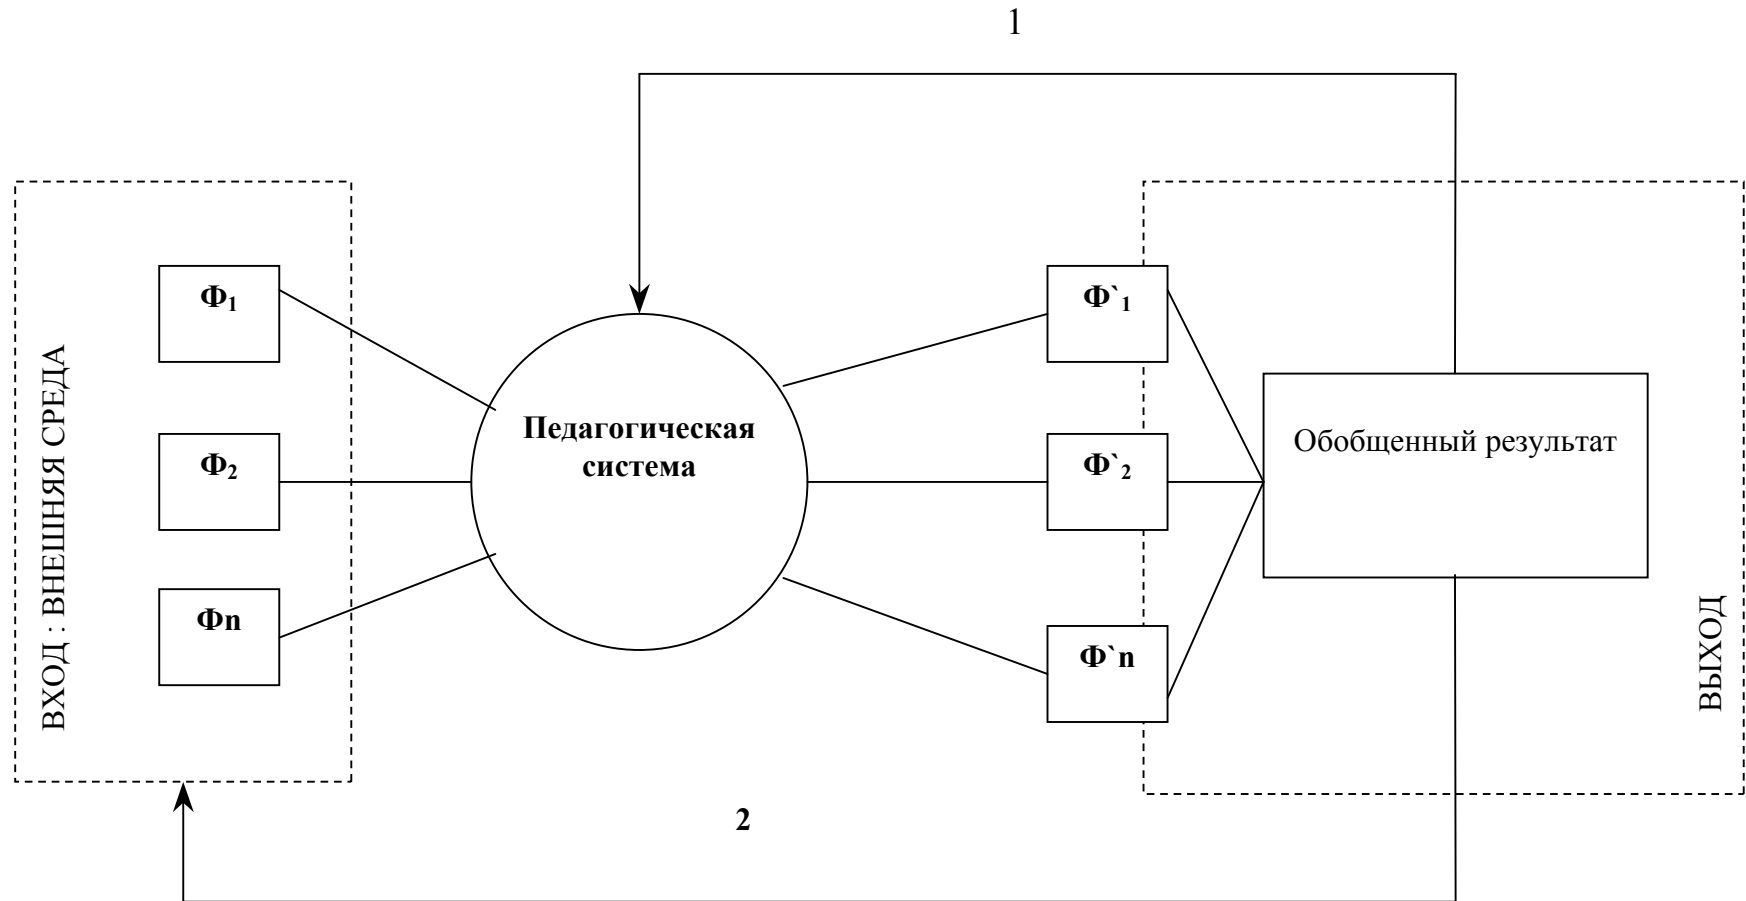 1
ВХОД : ВНЕШНЯЯ СРЕДА
Ф₁
Ф₂
Фn
Педагогическая
система
Ф`₁
Ф`₂
Ф`n
Обобщенный результат
ВЫХОД
2